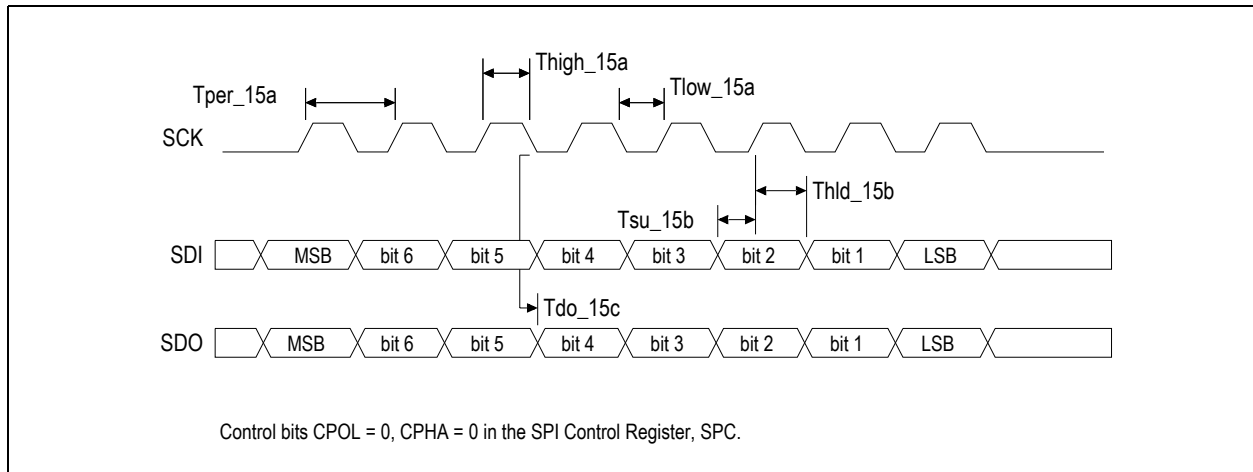 Thigh_15a
Tper_15a
Tlow_15a
SCK
Thld_15b
Tsu_15b
SDI MSB bit 6 bit 5 bit 4 bit 3 bit 2 bit 1 LSB
Tdo_15c
SDO MSB bit 6 bit 5 bit 4 bit 3 bit 2 bit 1 LSB
Control bits CPOL = 0, CPHA = 0 in the SPI Control Register, SPC.